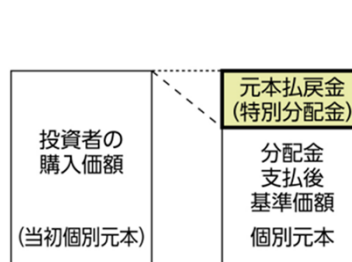 投資者の
購入価額
(当初個別元本)
元本払戻金
(特別分配金)
分配金
支払後
基準価額
個別元本